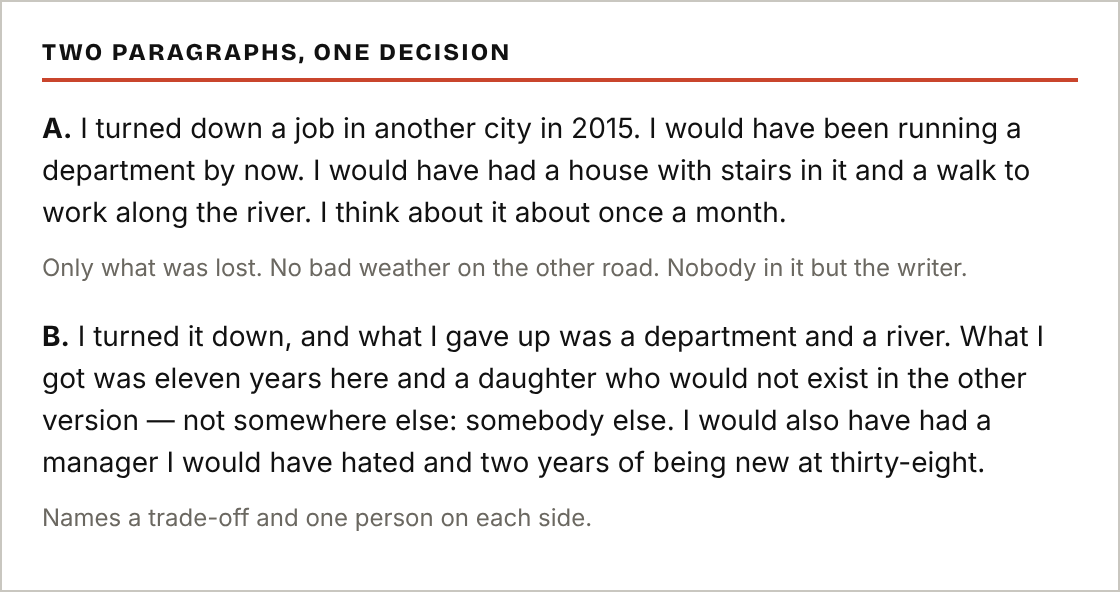 TWO PARAGRAPHS, ONE DECISION
A. I turned down a job in another city in 2015. I would have been running a
department by now. I would have had a house with stairs in it and a walk to
work along the river. I think about it about once a month.
Only what was lost. No bad weather on the other road. Nobody in it but the writer.
B. I turned it down, and what I gave up was a department and a river. What I
got was eleven years here and a daughter who would not exist in the other
version — not somewhere else: somebody else. I would also have had a
manager I would have hated and two years of being new at thirty-eight.
Names a trade-off and one person on each side.